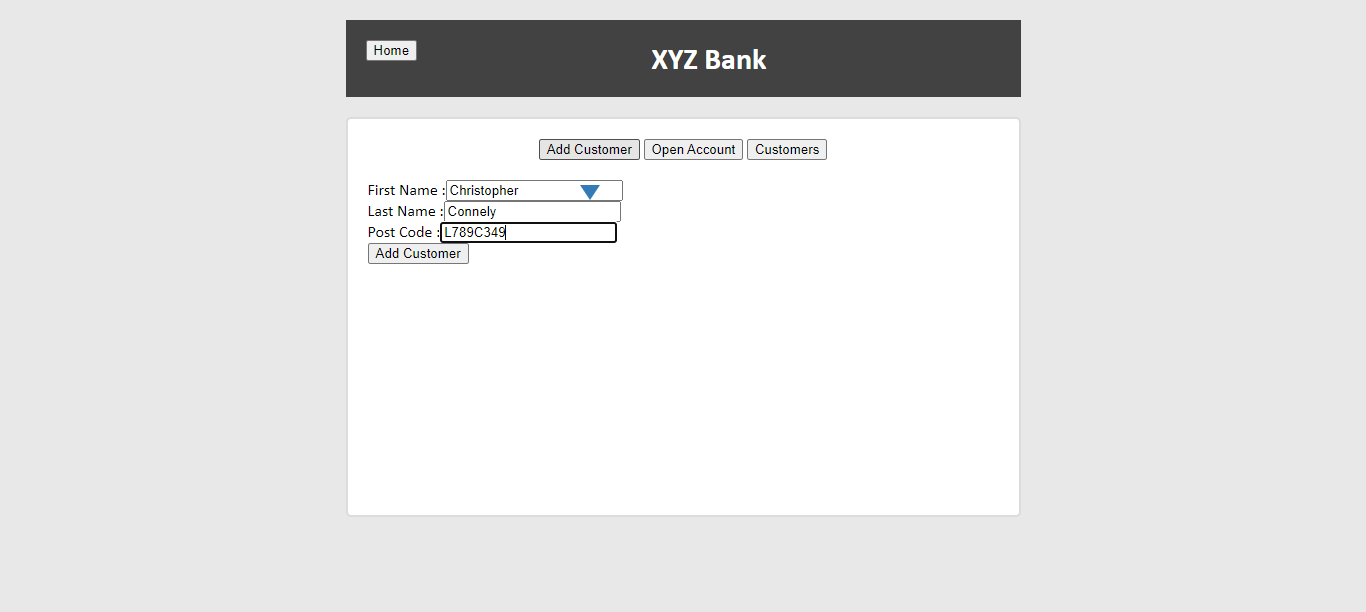 Home
XYZ Bank
Add Customer Open Account Customers
First Name : Christopher
Last Name : Connely
Post Code : L789C349
Add Customer